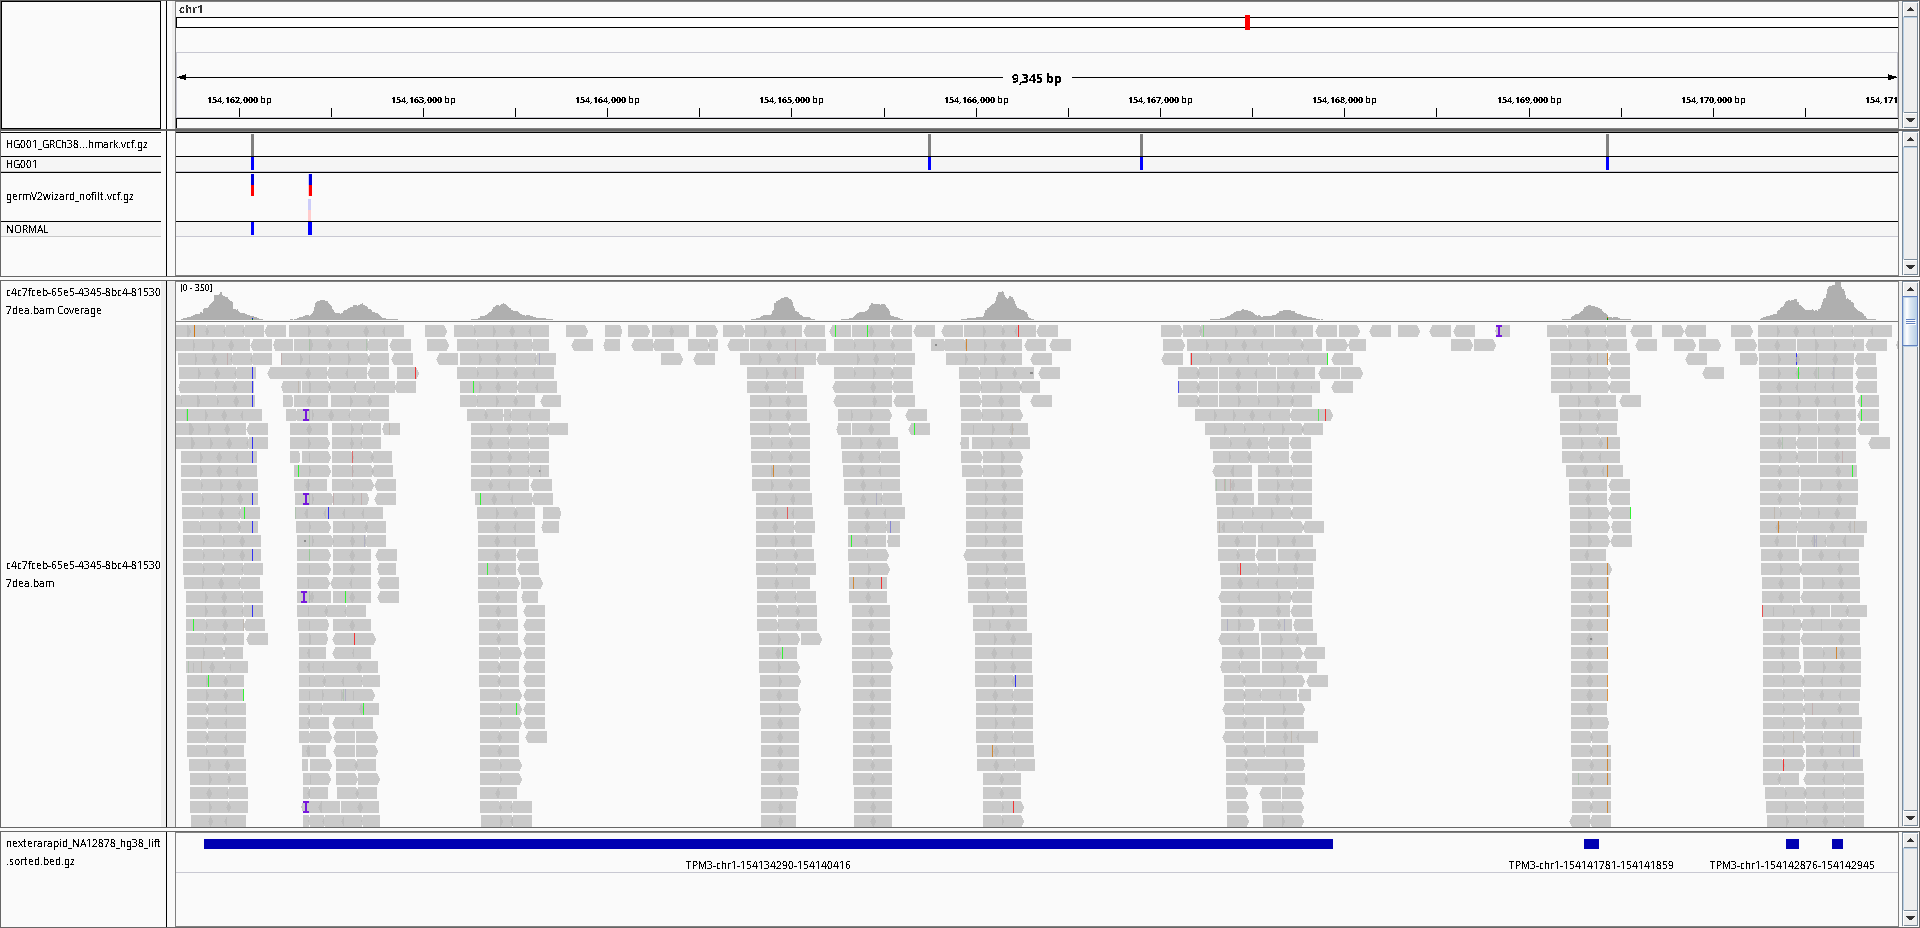 chr1
9,345 bp
154,162,000 bp 154,163,000 bp 154,164,000 bp 154,165,000 bp 154,166,000 bp 154,167,000 bp 154,168,000 bp 154,169,000 bp 154,170,000 bp 154,171
HG001_GRCh38...hmark.vcf.gz
HG001
germV2wizard_nofilt.vcf.gz
NORMAL
[0 - 350]
c4c7fceb-65e5-4345-8bc4-81530
7dea.bam Coverage
c4c7fceb-65e5-4345-8bc4-81530
7dea.bam
nexterarapid_NA12878_hg38_lift
.sorted.bed.gz
TPM3-chr1-154134290-154140416 TPM3-chr1-154141781-154141859 TPM3-chr1-154142876-154142945